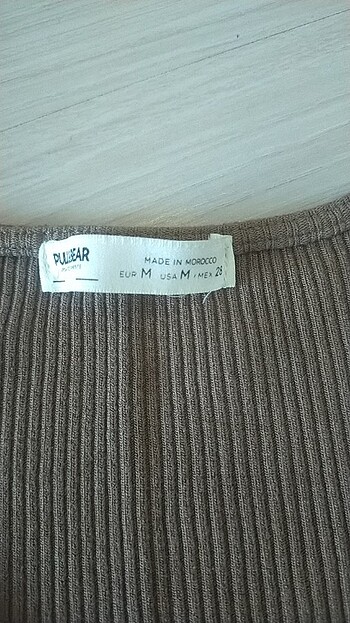 PULL&BEAR
MADE IN MOROCCO
EUR M USA M / MEX 28